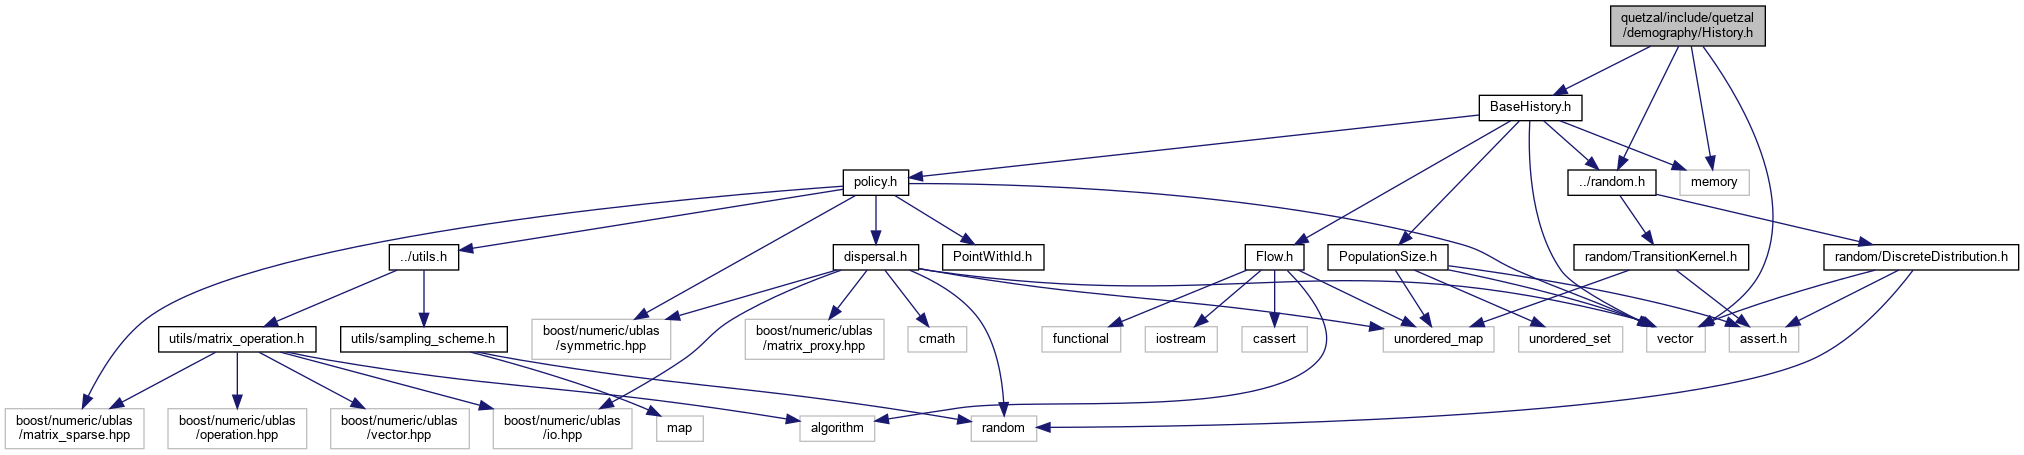 quetzal/include/quetzal
/demography/History.h
BaseHistory.h
policy.h
../random.h
memory
../utils.h
dispersal.h
PointWithId.h
Flow.h
PopulationSize.h
random/TransitionKernel.h
random/DiscreteDistribution.h
utils/matrix_operation.h
utils/sampling_scheme.h
boost/numeric/ublas
/symmetric.hpp
boost/numeric/ublas
/matrix_proxy.hpp
cmath
functional
iostream
cassert
unordered_map
unordered_set
vector
assert.h
boost/numeric/ublas
/matrix_sparse.hpp
boost/numeric/ublas
/operation.hpp
boost/numeric/ublas
/vector.hpp
boost/numeric/ublas
/io.hpp
map
algorithm
random